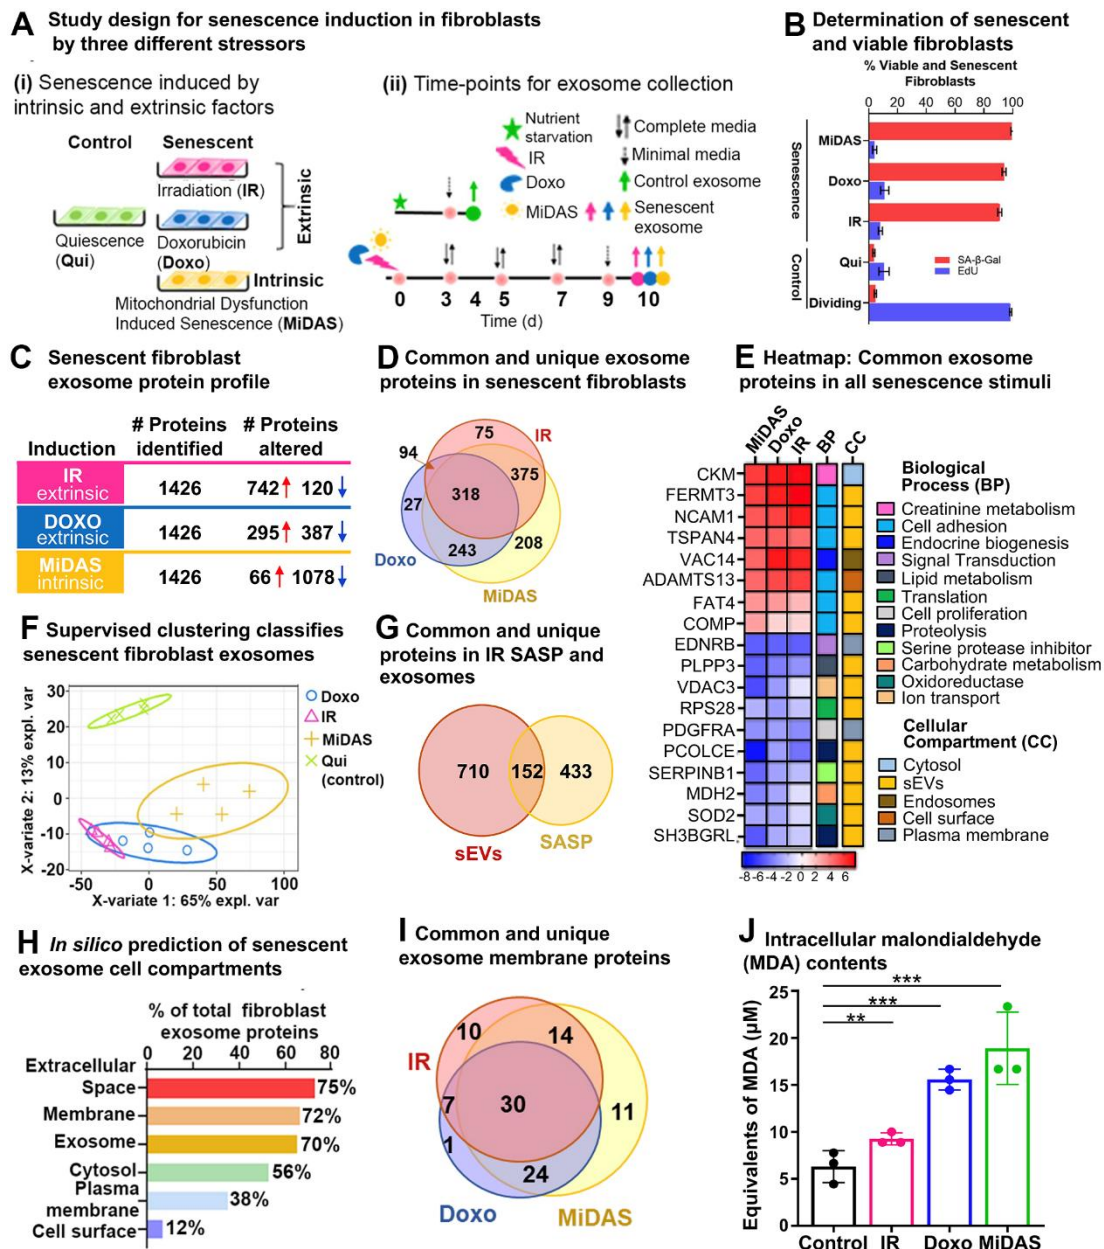 A Study design for senescence induction in fibroblasts
by three different stressors
(i) Senescence induced by
intrinsic and extrinsic factors
Control Senescent
Irradiation (IR)
Quiescence
(Qui)
Doxorubicin
(Doxo)
Extrinsic
Intrinsic
Mitochondrial Dysfunction
Induced Senescence (MiDAS)
(ii) Time-points for exosome collection
Nutrient
starvation
IR
Doxo
MiDAS
Complete media
Minimal media
Control exosome
Senescent
exosome
0 3 4 5 7 9 10
Time (d)
B Determination of senescent
and viable fibroblasts
% Viable and Senescent
Fibroblasts
0 50 100
Senescence
MiDAS
Doxo
IR
Control
Qui
Dividing
SA-β-Gal
EdU
C Senescent fibroblast
exosome protein profile
Induction # Proteins identified # Proteins altered
IR extrinsic 1426 742 ↑ 120 ↓
DOXO extrinsic 1426 295 ↑ 387 ↓
MiDAS intrinsic 1426 66 ↑ 1078 ↓
D Common and unique exosome
proteins in senescent fibroblasts
75
IR
94
375
318
27
243
208
Doxo
MiDAS
E Heatmap: Common exosome
proteins in all senescence stimuli
MiDAS Doxo IR BP CC
CKM
FERMT3
NCAM1
TSPAN4
VAC14
ADAMTS13
FAT4
COMP
EDNRB
PLPP3
VDAC3
RPS28
PDGFRA
PCOLCE
SERPINB1
MDH2
SOD2
SH3BGRL
-8 -6 -4 -2 0 2 4 6
Biological
Process (BP)
Creatinine metabolism
Cell adhesion
Endocrine biogenesis
Signal Transduction
Lipid metabolism
Translation
Cell proliferation
Proteolysis
Serine protease inhibitor
Carbohydrate metabolism
Oxidoreductase
Ion transport
Cellular
Compartment (CC)
Cytosol
sEVs
Endosomes
Cell surface
Plasma membrane
F Supervised clustering classifies
senescent fibroblast exosomes
X-variate 2: 13% expl. var
30
20
10
0
-10
-20
-50 0 50 100
X-variate 1: 65% expl. var
Doxo
IR
MiDAS
Qui
(control)
G Common and unique
proteins in IR SASP and
exosomes
710 152 433
sEVs SASP
H In silico prediction of senescent
exosome cell compartments
% of total fibroblast
exosome proteins
0 20 40 60 80
Extracellular
Space 75%
Membrane 72%
Exosome 70%
Cytosol 56%
Plasma
membrane 38%
Cell surface 12%
I Common and unique
exosome membrane proteins
10 14
IR
7 30 11
1
24
Doxo MiDAS
J Intracellular malondialdehyde
(MDA) contents
***
***
**
Equivalents of MDA (µM)
25
20
15
10
5
0
Control IR Doxo MiDAS